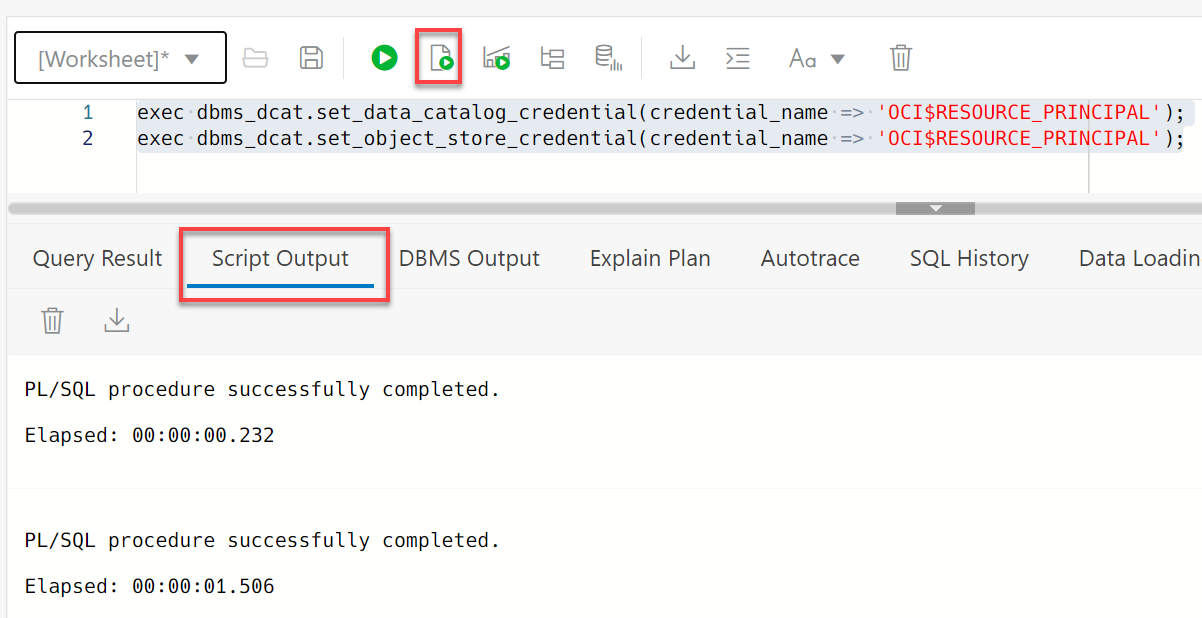 [Worksheet]*
Aa
1 exec dbms_dcat.set_data_catalog_credential(credential_name => 'OCI$RESOURCE_PRINCIPAL');
2 exec dbms_dcat.set_object_store_credential(credential_name => 'OCI$RESOURCE_PRINCIPAL');
Query Result Script Output DBMS Output Explain Plan Autotrace SQL History Data Loadin
PL/SQL procedure successfully completed.
Elapsed: 00:00:00.232
PL/SQL procedure successfully completed.
Elapsed: 00:00:01.506